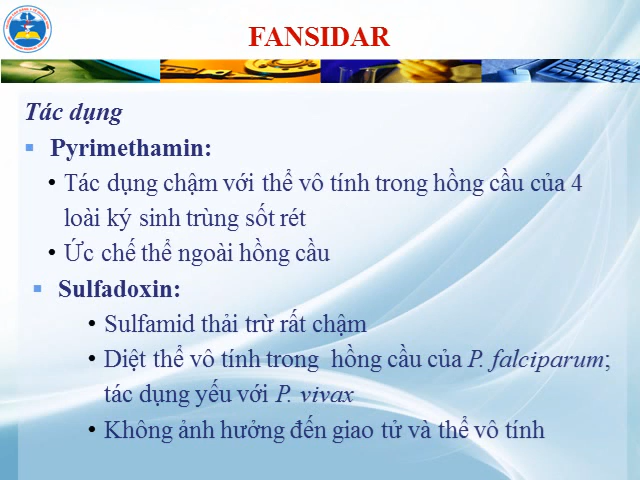 FANSIDAR
Tác dụng
▪ Pyrimethamin:
• Tác dụng chậm với thể vô tính trong hồng cầu của 4
loài ký sinh trùng sốt rét
• Ức chế thể ngoài hồng cầu
▪ Sulfadoxin:
• Sulfamid thải trừ rất chậm
• Diệt thể vô tính trong hồng cầu của P. falciparum;
tác dụng yếu với P. vivax
• Không ảnh hưởng đến giao tử và thể vô tính